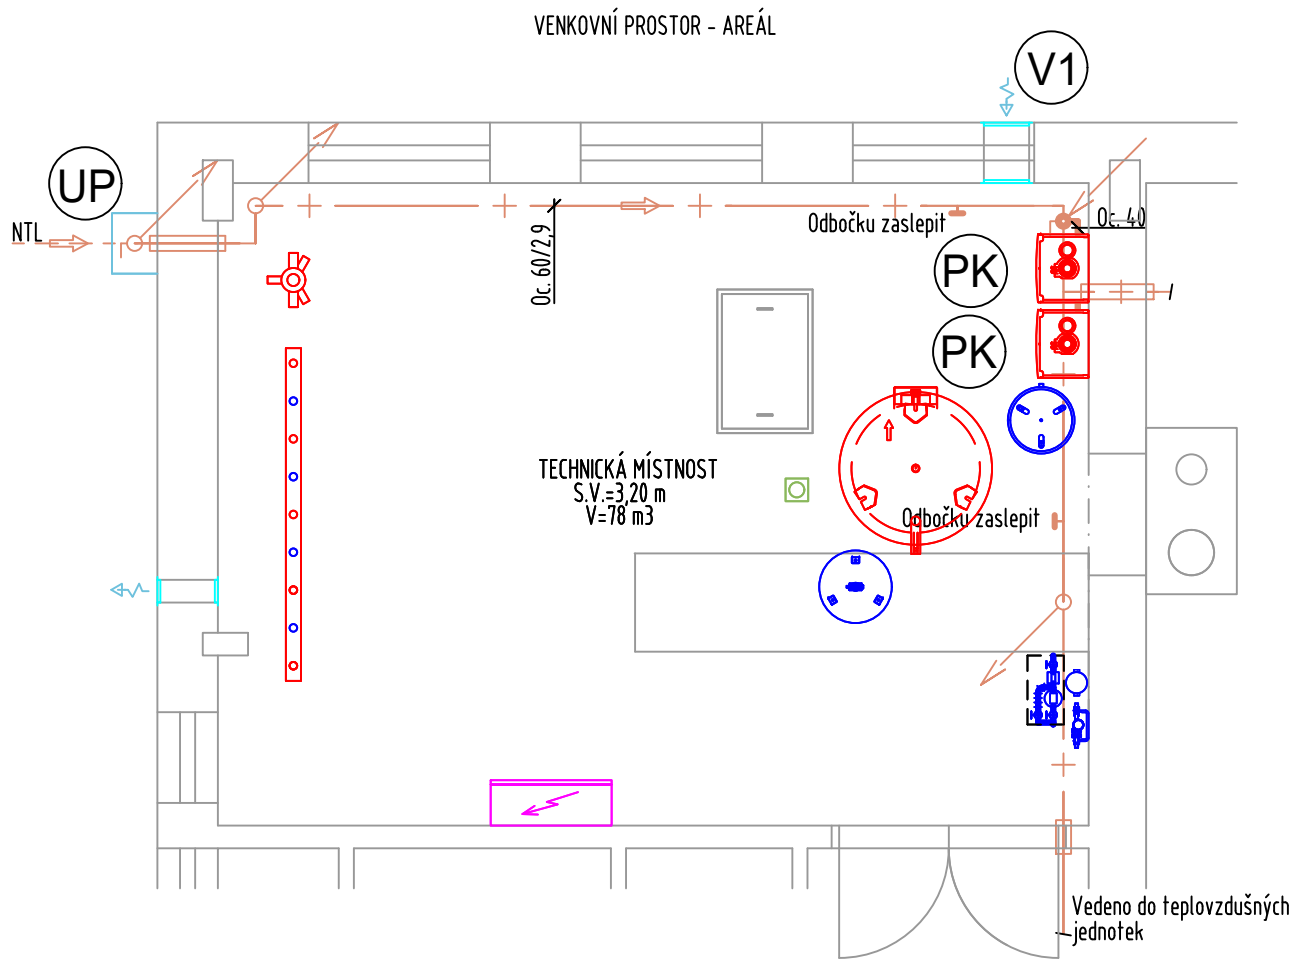 VENKOVNÍ PROSTOR - AREÁL
V1
UP
NTL
Odbočku zaslepit
Oc. 40
Oc. 60/2,9
PK
PK
TECHNICKÁ MÍSTNOST
S.V.=3,20 m
V=78 m3
Odbočku zaslepit
Vedeno do teplovzdušných
jednotek